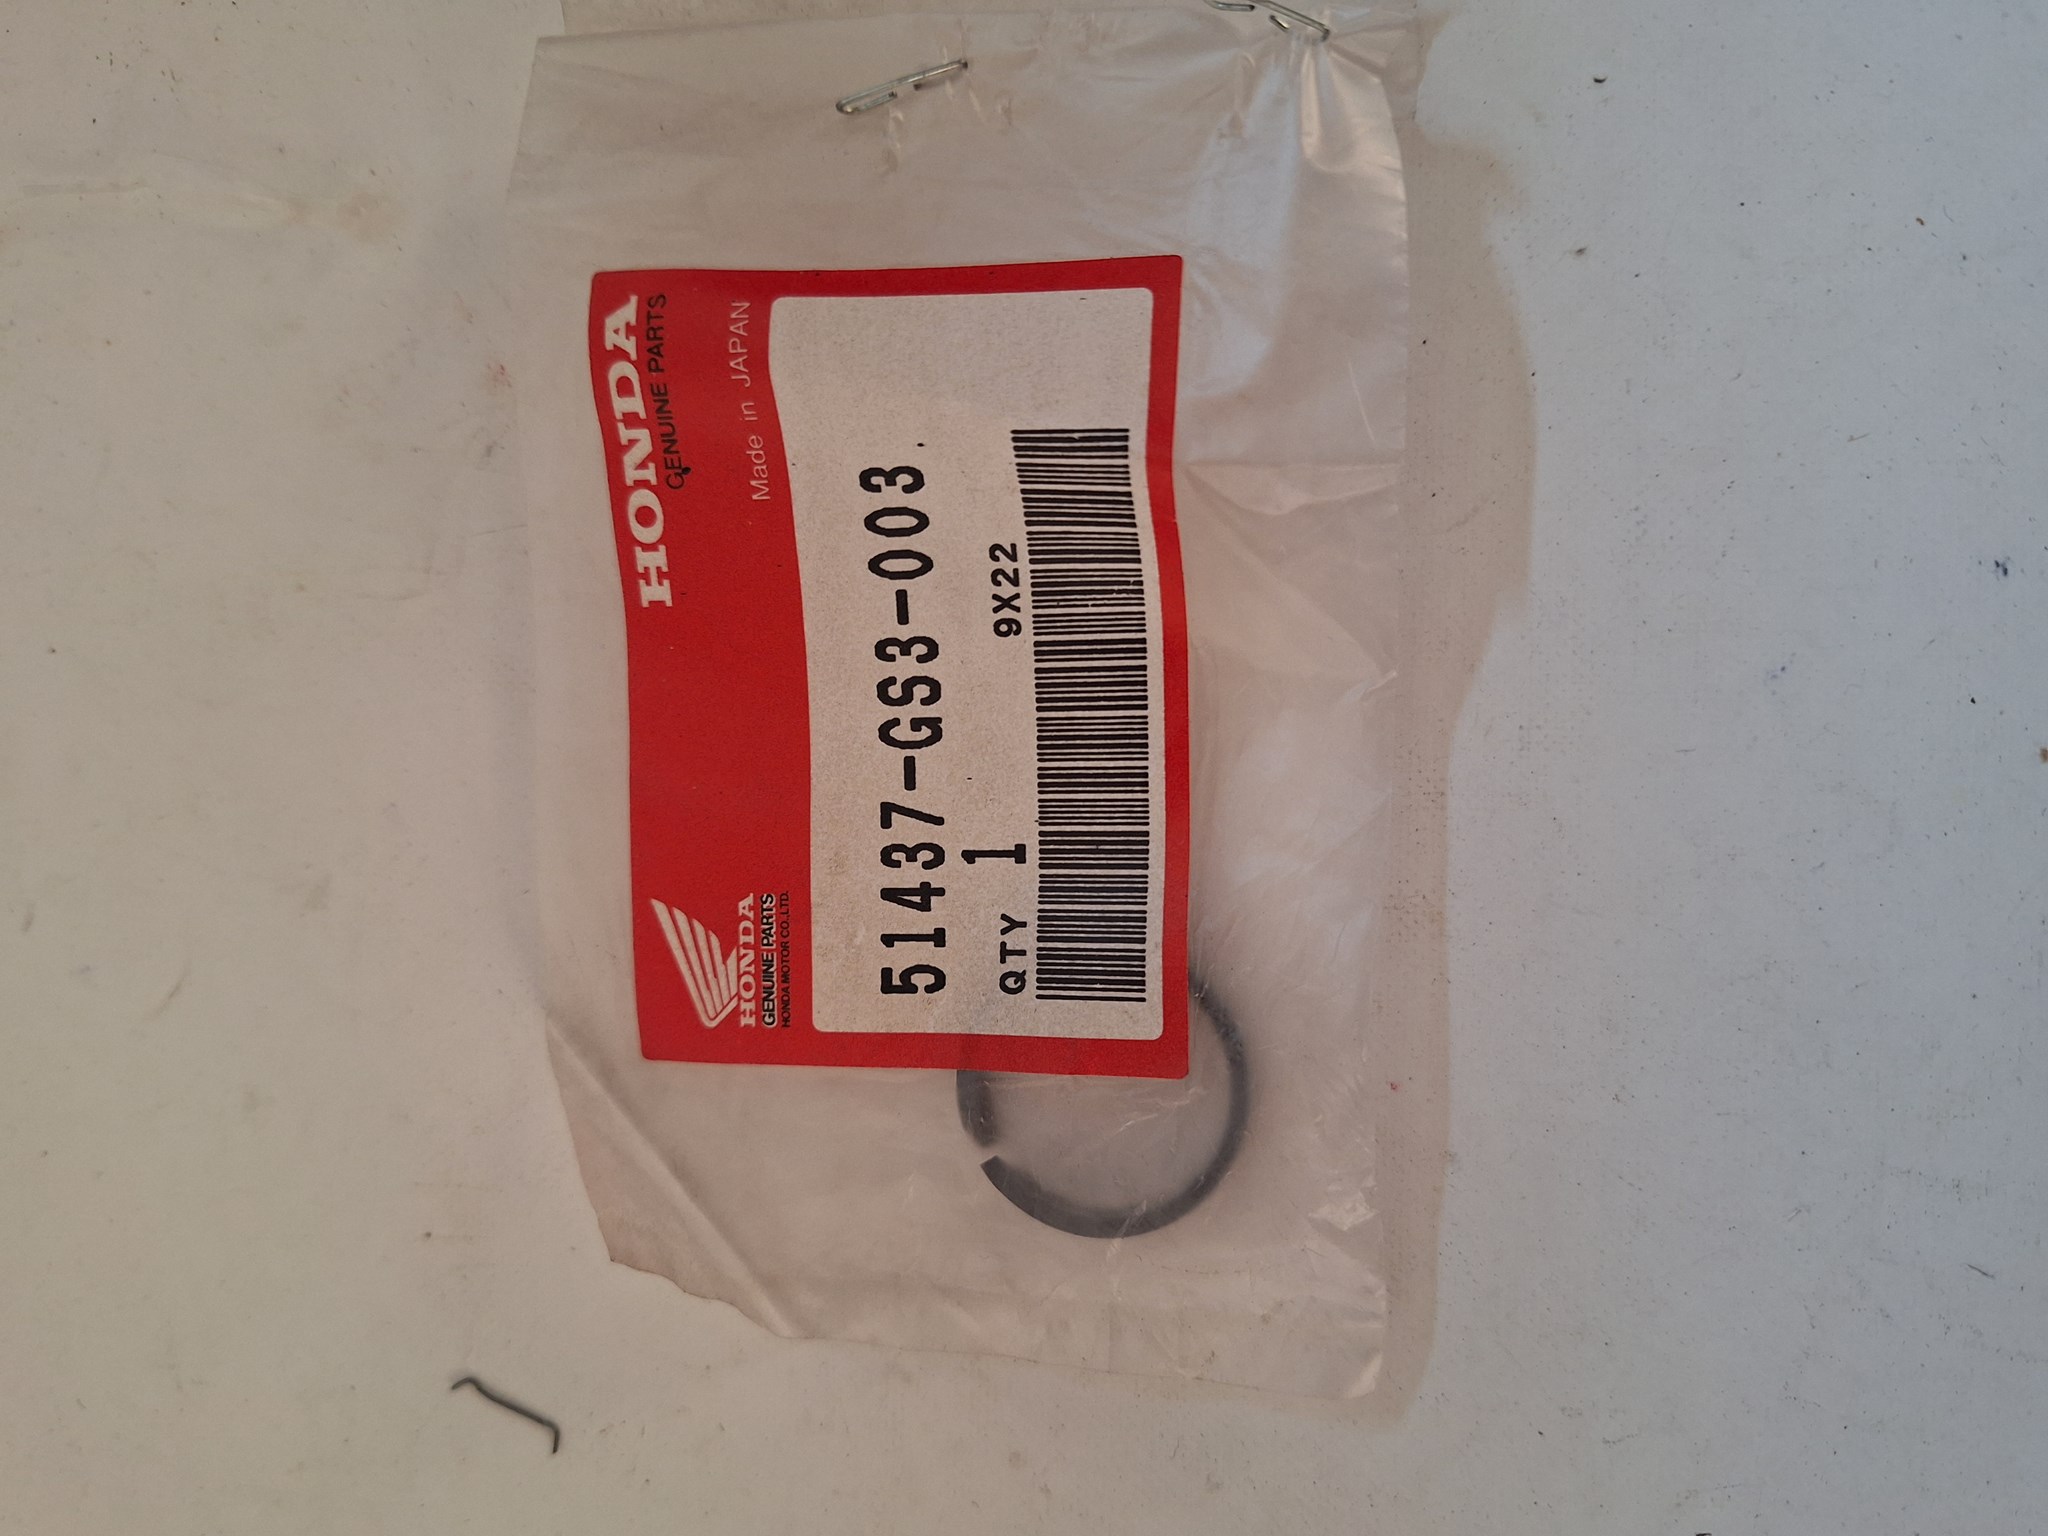 HONDA
GENUINE PARTS
HONDA MOTOR CO.,LTD.
HONDA
GENUINE PARTS
Made in JAPAN
51437-GS3-003
QTY 1 9X22